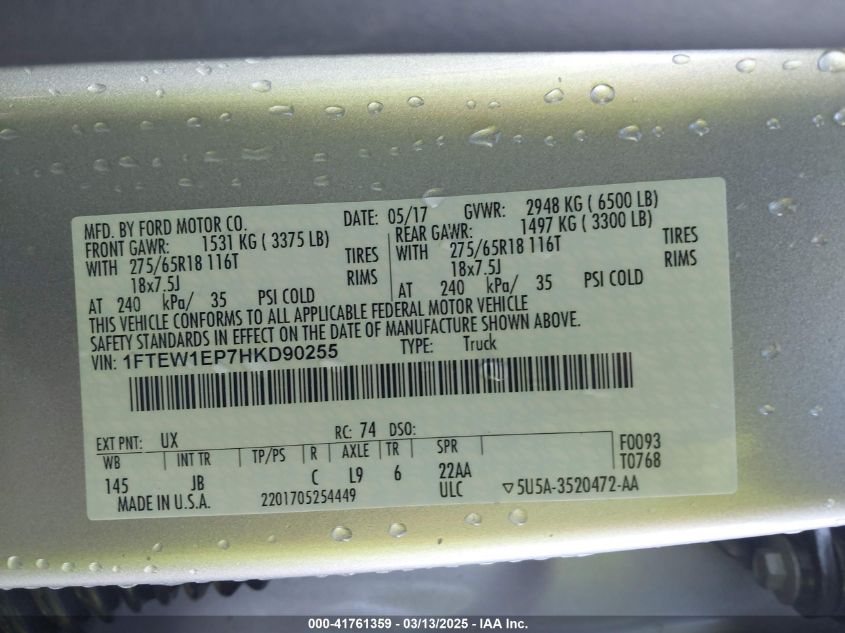 MFD. BY FORD MOTOR CO. DATE: 05/17 GVWR: 2948 KG ( 6500 LB)
FRONT GAWR: 1531 KG ( 3375 LB) REAR GAWR: 1497 KG ( 3300 LB)
WITH 275/65R18 116T TIRES WITH 275/65R18 116T TIRES
18x7.5J RIMS 18x7.5J RIMS
AT 240 kPa/ 35 PSI COLD AT 240 kPa/ 35 PSI COLD
THIS VEHICLE CONFORMS TO ALL APPLICABLE FEDERAL MOTOR VEHICLE
SAFETY STANDARDS IN EFFECT ON THE DATE OF MANUFACTURE SHOWN ABOVE.
VIN: 1FTEW1EP7HKD90255 TYPE: Truck
EXT PNT: UX RC: 74 DSO: F0093
WB INT TR TP/PS R AXLE TR SPR T0768
145 JB C L9 6 22AA
MADE IN U.S.A. 2201705254449 ULC ▽5U5A-3520472-AA
000-41761359 - 03/13/2025 - IAA Inc.